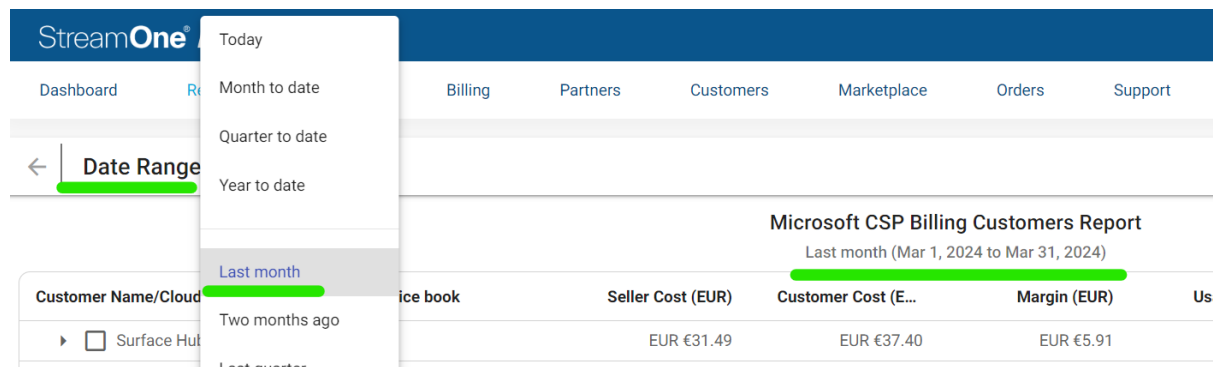 StreamOne®
Today
Dashboard
Month to date
Billing
Partners
Customers
Marketplace
Orders
Support
Quarter to date
Date Range
Year to date
Microsoft CSP Billing Customers Report
Last month (Mar 1, 2024 to Mar 31, 2024)
Last month
Customer Name/Cloud
ice book
Seller Cost (EUR)
Customer Cost (E...
Margin (EUR)
Us
Two months ago
Surface Hub
EUR €31.49
EUR €37.40
EUR €5.91
Last quarter